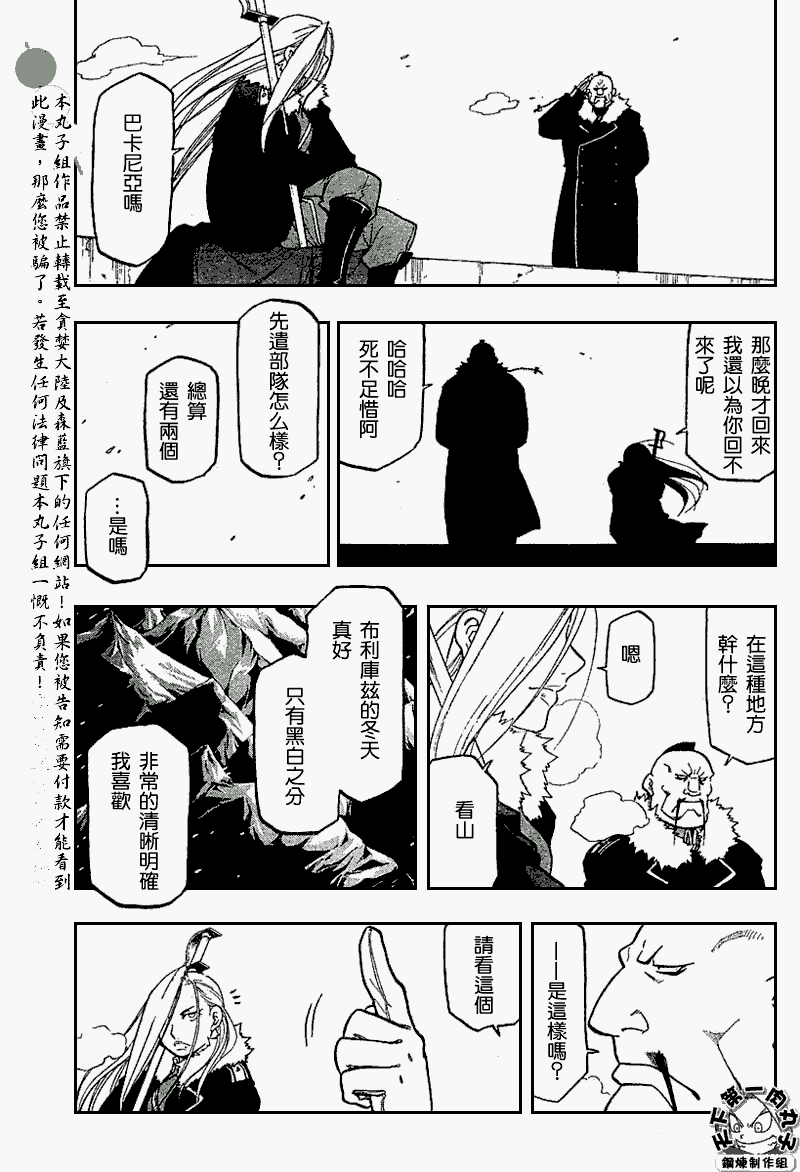 巴卡尼亞嗎
那麼晚才回來
我還以為你回不
來了呢
哈哈哈
死不足惜阿
先遣部隊怎么樣?
總算
還有兩個
…是嗎
在這種地方
幹什麼?
嗯
看山
布利庫茲的冬天
真好
只有黑白之分
非常的清晰明確
我喜歡
——是這樣嗎?
請看這個
本丸子組作品禁止轉載至貪婪大陸及森藍旗下的任何網站!如果您被告知需要付款才能看到
此漫畫,那麼您被騙了。若發生任何法律問題本丸子組一慨不負責!
天下第一肉丸子
鋼煉制作組